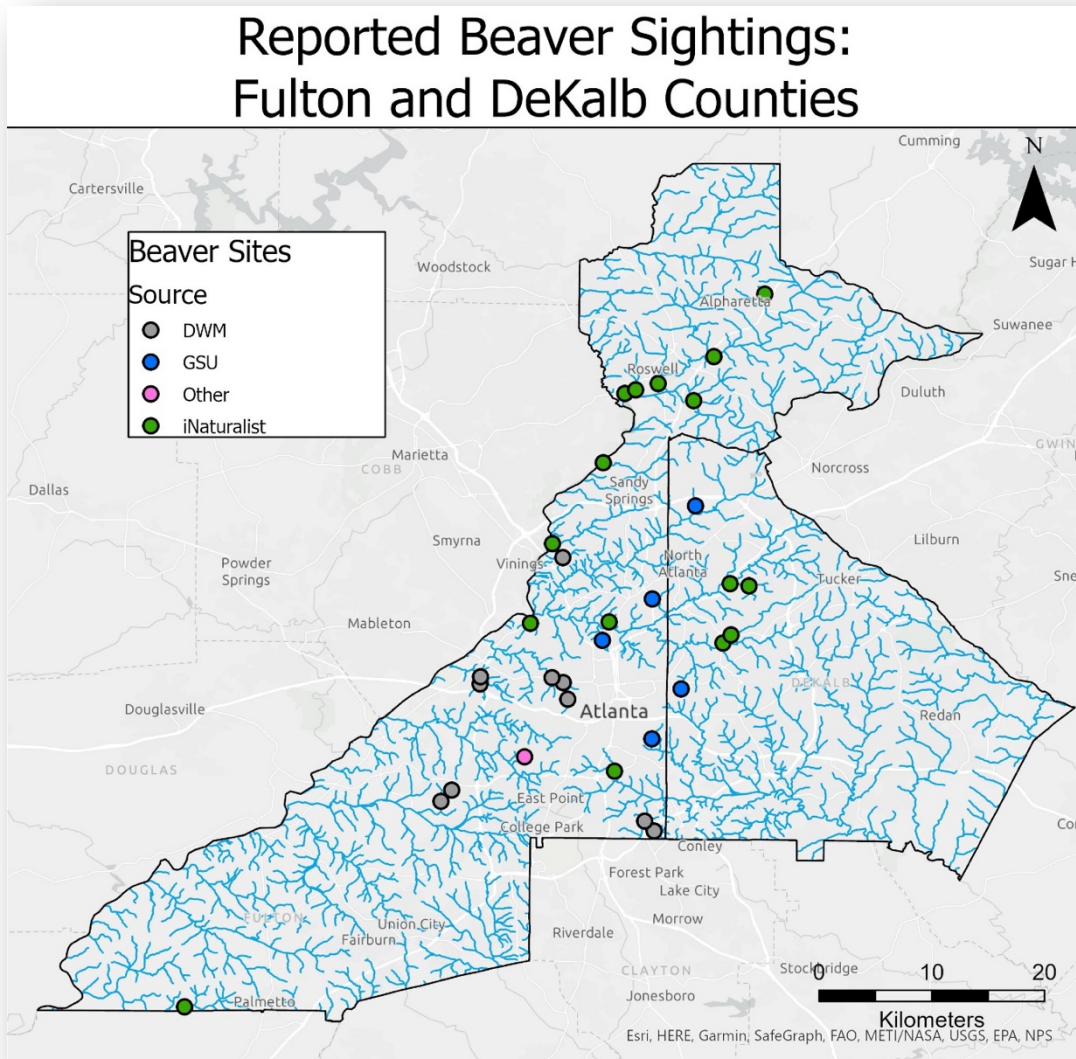 Reported Beaver Sightings:
Fulton and DeKalb Counties
Cumming
N
Cartersville
Beaver Sites
Source
DWM
GSU
Other
iNaturalist
Woodstock
Sugar H
Alpharetta
Suwanee
Roswell
Duluth
Marietta
COBB
GWIN
Norcross
Dallas
Sandy
Springs
Smyrna
Lilburn
Vinings
North
Atlanta
Powder
Springs
Tucker
Sne
Mableton
DEKALB
Douglasville
Atlanta
Redan
DOUGLAS
East Point
College Park
Co
Conley
Forest Park
Lake City
Morrow
FULTON
Union City
Fairburn
Riverdale
CLAYTON
Stockbridge
Palmetto
Jonesboro
0 10 20
Kilometers
Esri, HERE, Garmin, SafeGraph, FAO, METI/NASA, USGS, EPA, NPS